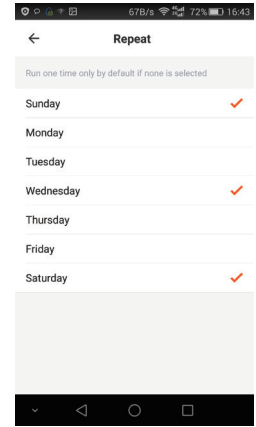 67B/s 72% 16:43
Repeat
Run one time only by default if none is selected
Sunday
Monday
Tuesday
Wednesday
Thursday
Friday
Saturday